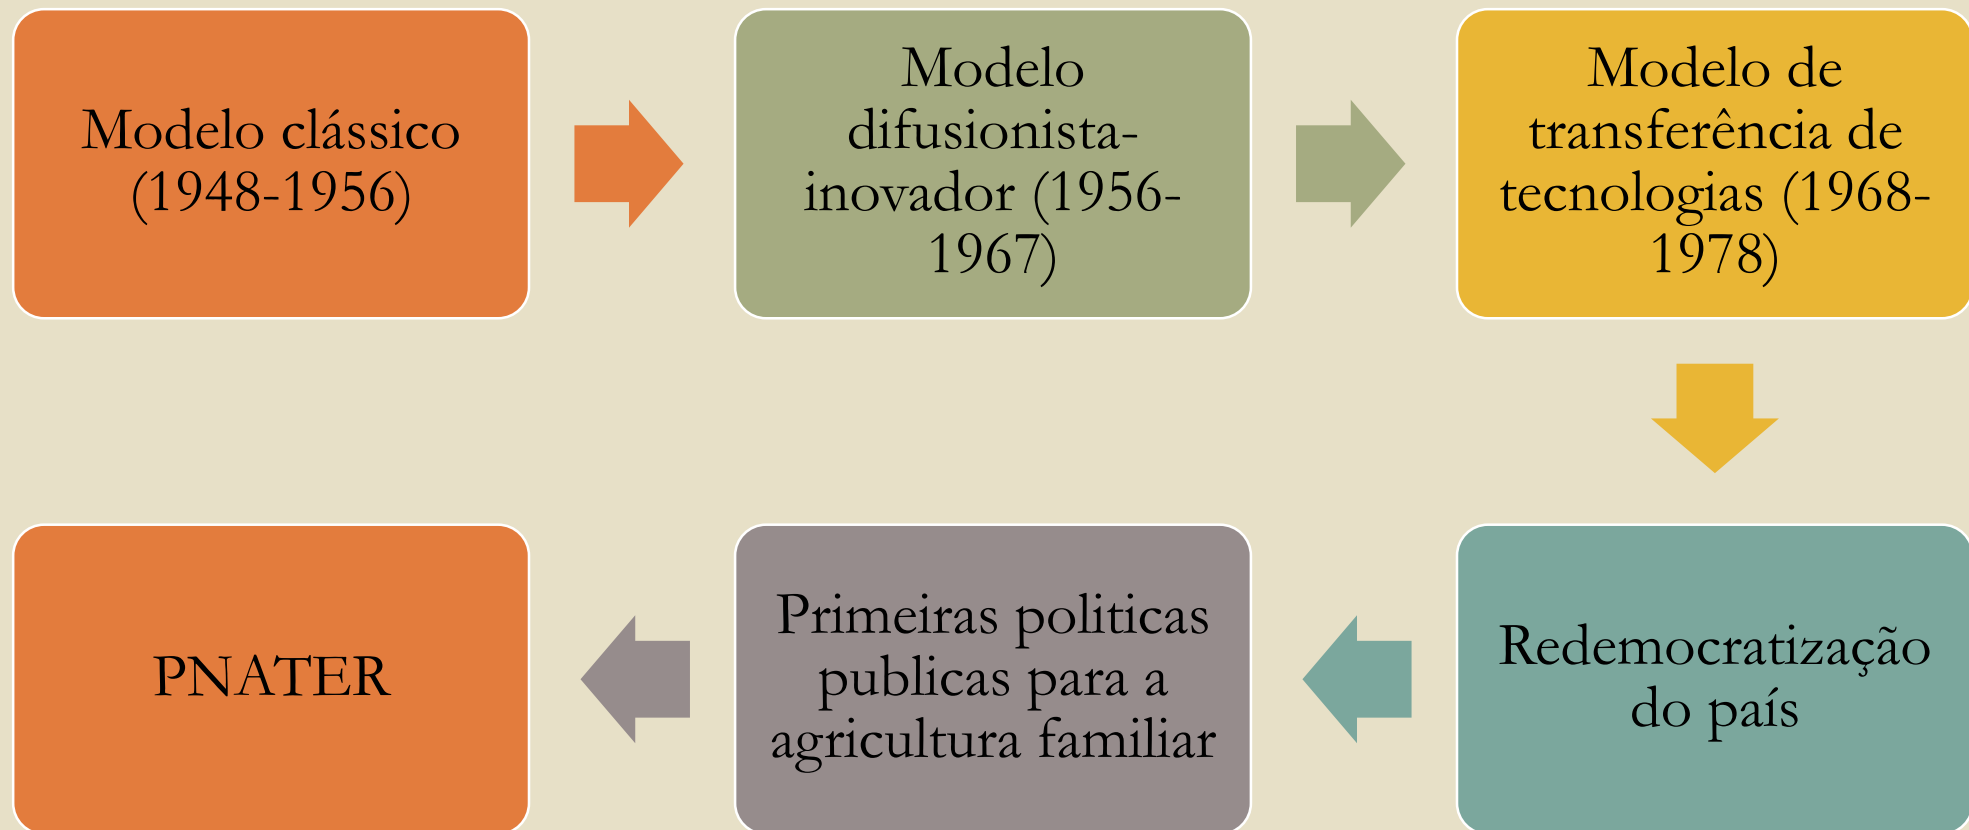 Modelo clássico
(1948-1956)
Modelo
difusionista-
inovador (1956-
1967)
Modelo de
transferência de
tecnologias (1968-
1978)
Redemocratização
do país
Primeiras politicas
publicas para a
agricultura familiar
PNATER